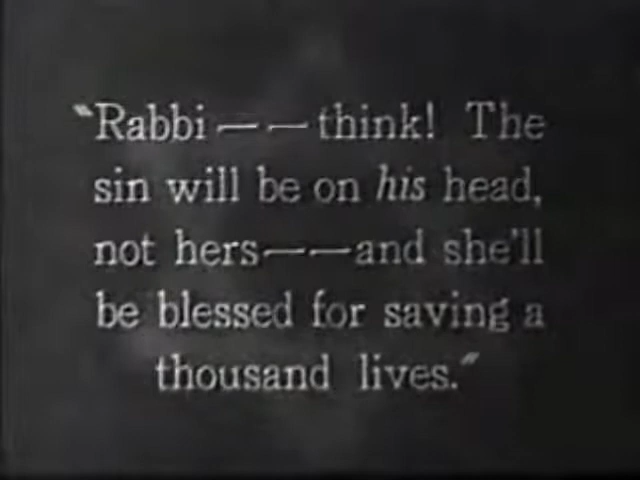 "Rabbi — — think! The
sin will be on his head,
not hers — — and she'll
be blessed for saving a
thousand lives."